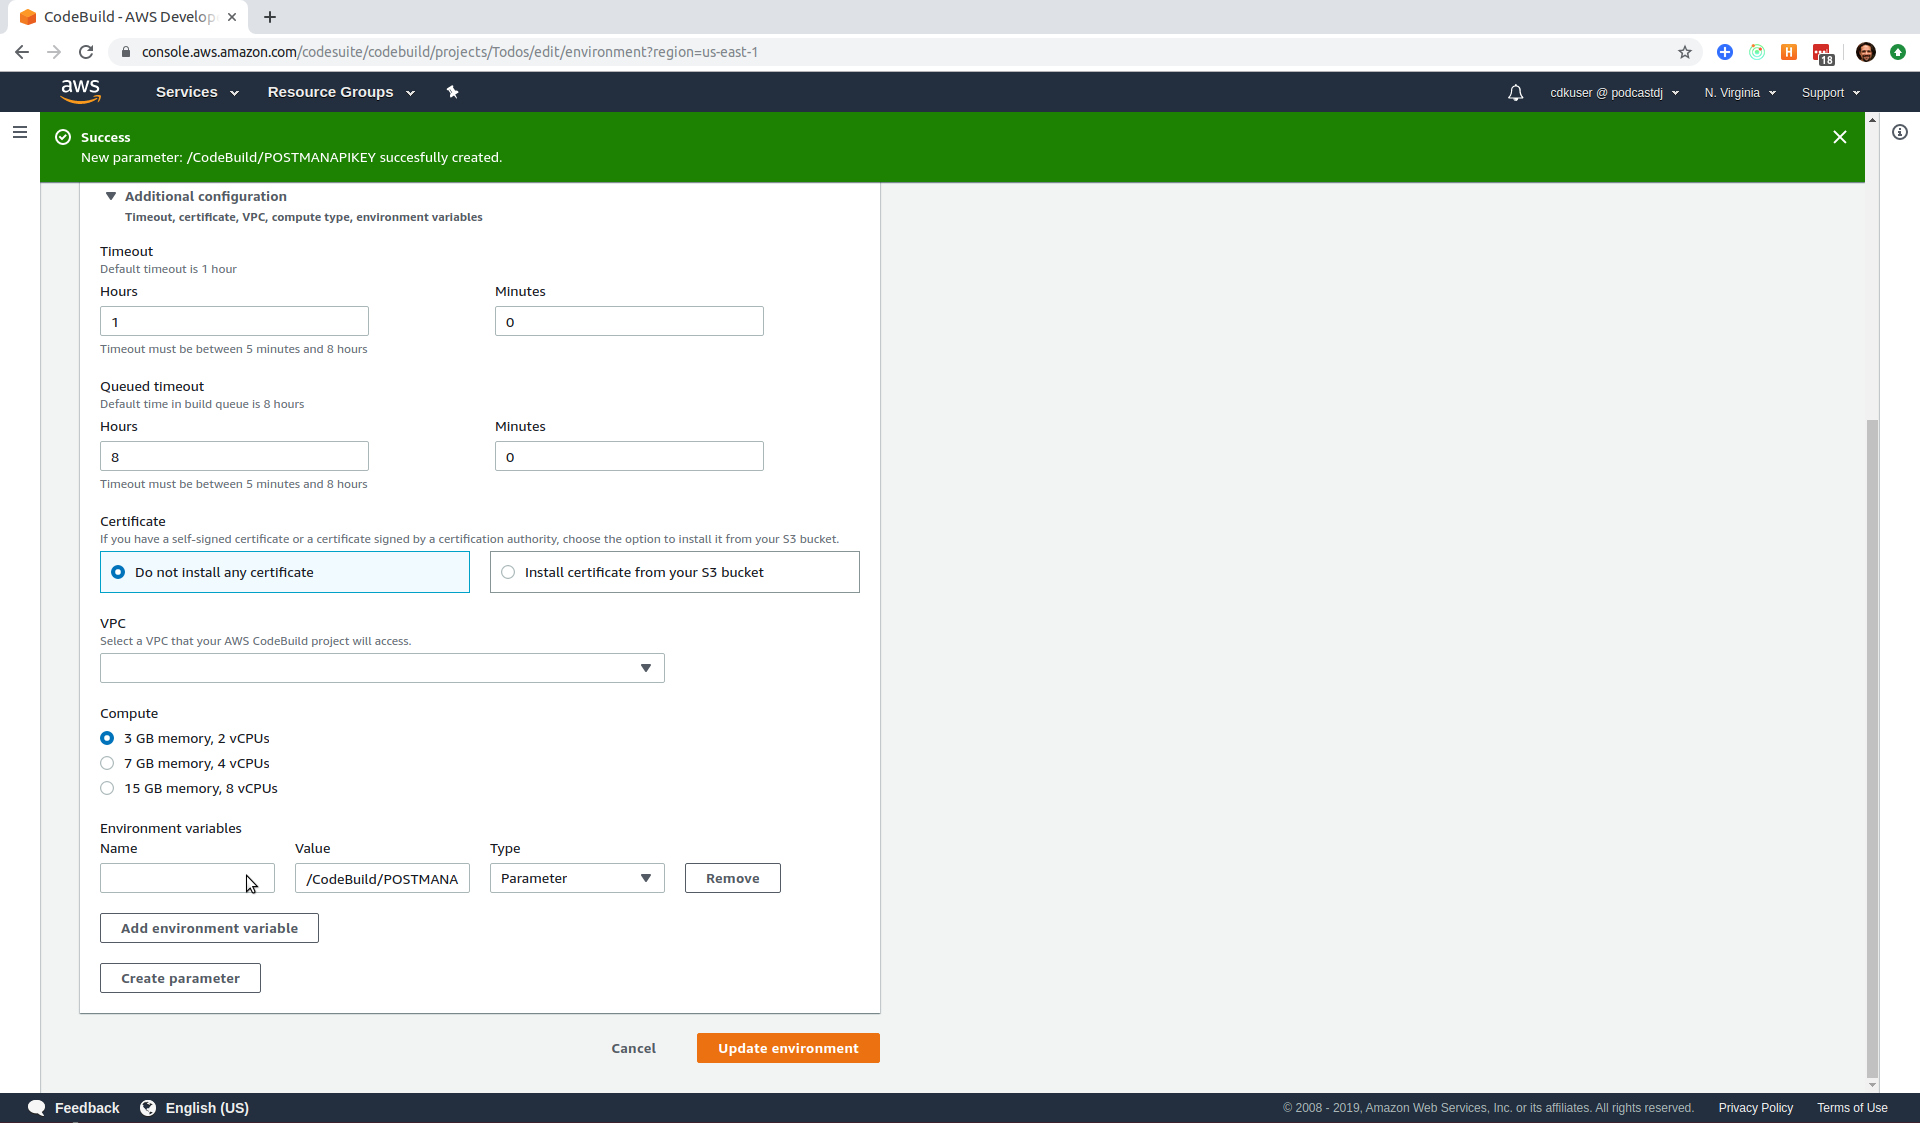 CodeBuild - AWS Develop
console.aws.amazon.com/codesuite/codebuild/projects/Todos/edit/environment?region=us-east-1
H
18
aws
Services
Resource Groups
cdkuser @ podcastdj
N. Virginia
Support
Success
New parameter: /CodeBuild/POSTMANAPIKEY succesfully created.
Additional configuration
Timeout, certificate, VPC, compute type, environment variables
Timeout
Default timeout is 1 hour
Hours
Minutes
1
0
Timeout must be between 5 minutes and 8 hours
Queued timeout
Default time in build queue is 8 hours
Hours
Minutes
8
0
Timeout must be between 5 minutes and 8 hours
Certificate
If you have a self-signed certificate or a certificate signed by a certification authority, choose the option to install it from your S3 bucket.
Do not install any certificate
Install certificate from your S3 bucket
VPC
Select a VPC that your AWS CodeBuild project will access.
Compute
3 GB memory, 2 vCPUs
7 GB memory, 4 vCPUs
15 GB memory, 8 vCPUs
Environment variables
Name
Value
Type
/CodeBuild/POSTMANA
Parameter
Remove
Add environment variable
Create parameter
Cancel
Update environment
Feedback
English (US)
© 2008 - 2019, Amazon Web Services, Inc. or its affiliates. All rights reserved.
Privacy Policy
Terms of Use